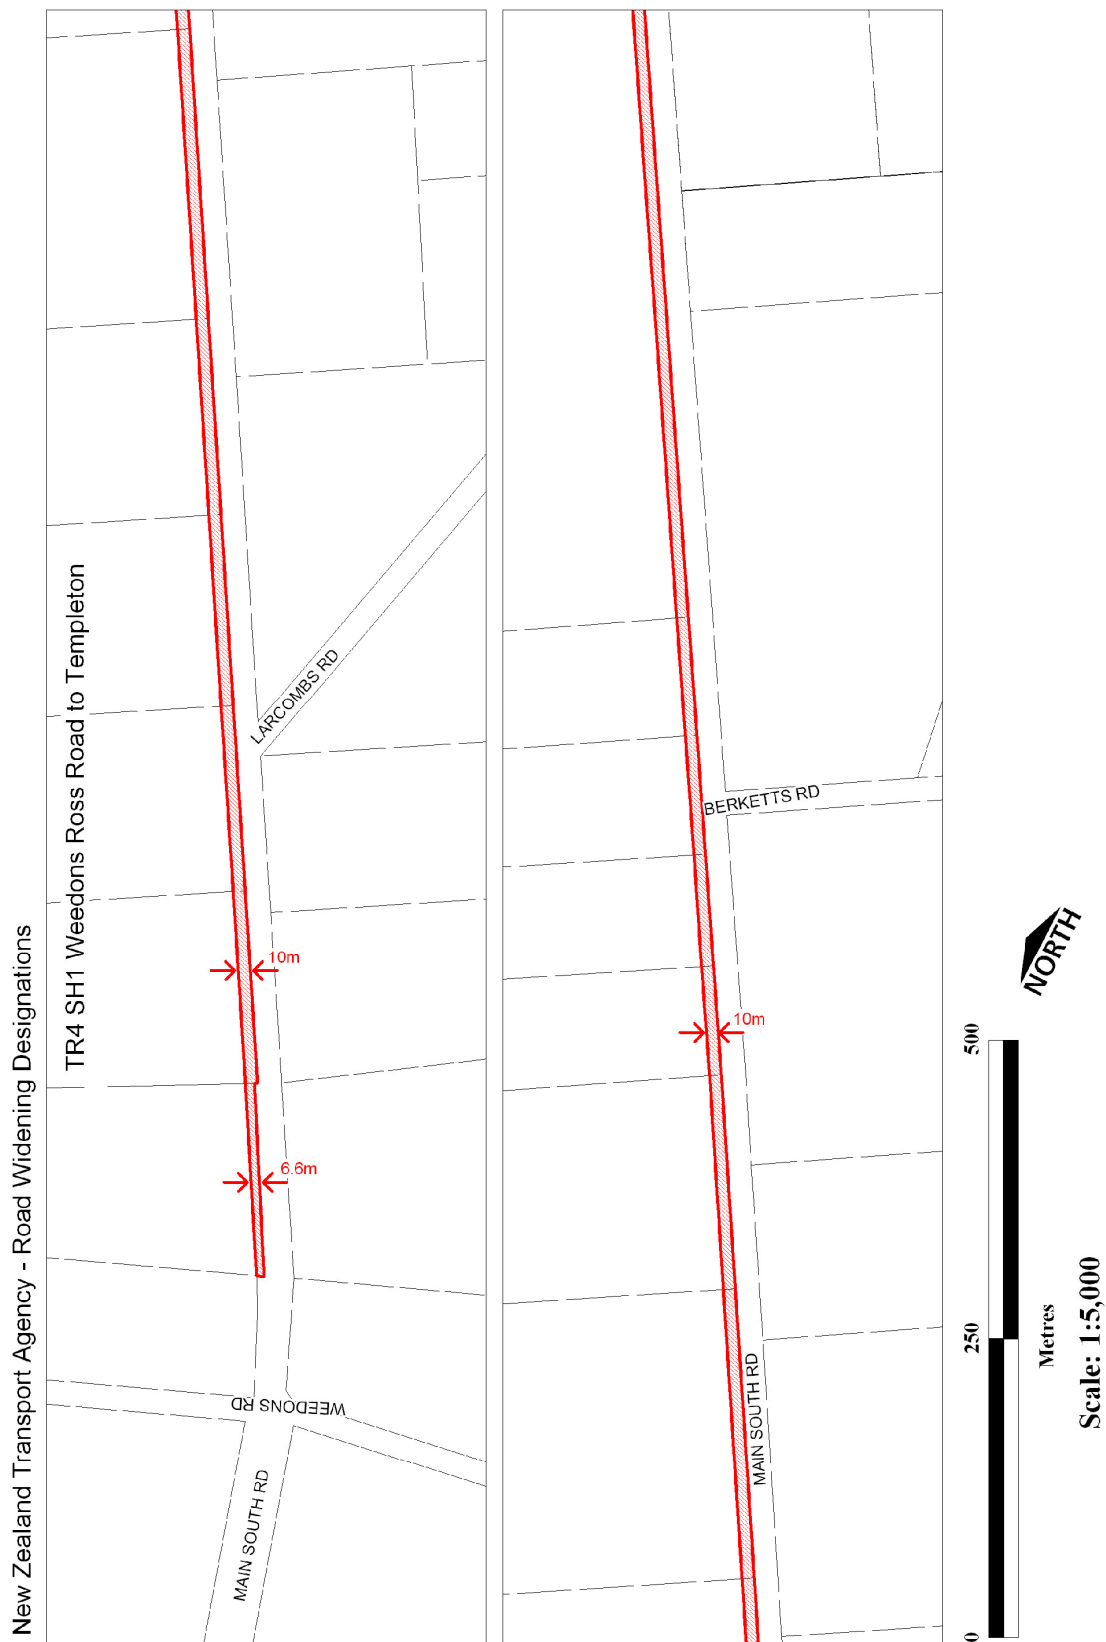 New Zealand Transport Agency - Road Widening Designations
TR4 SH1 Weedons Ross Road to Templeton
LARCOMBS RD
10m
6.6m
WEEDONS RD
MAIN SOUTH RD
BERKETTS RD
10m
MAIN SOUTH RD
NORTH
0
250
500
Metres
Scale: 1:5,000